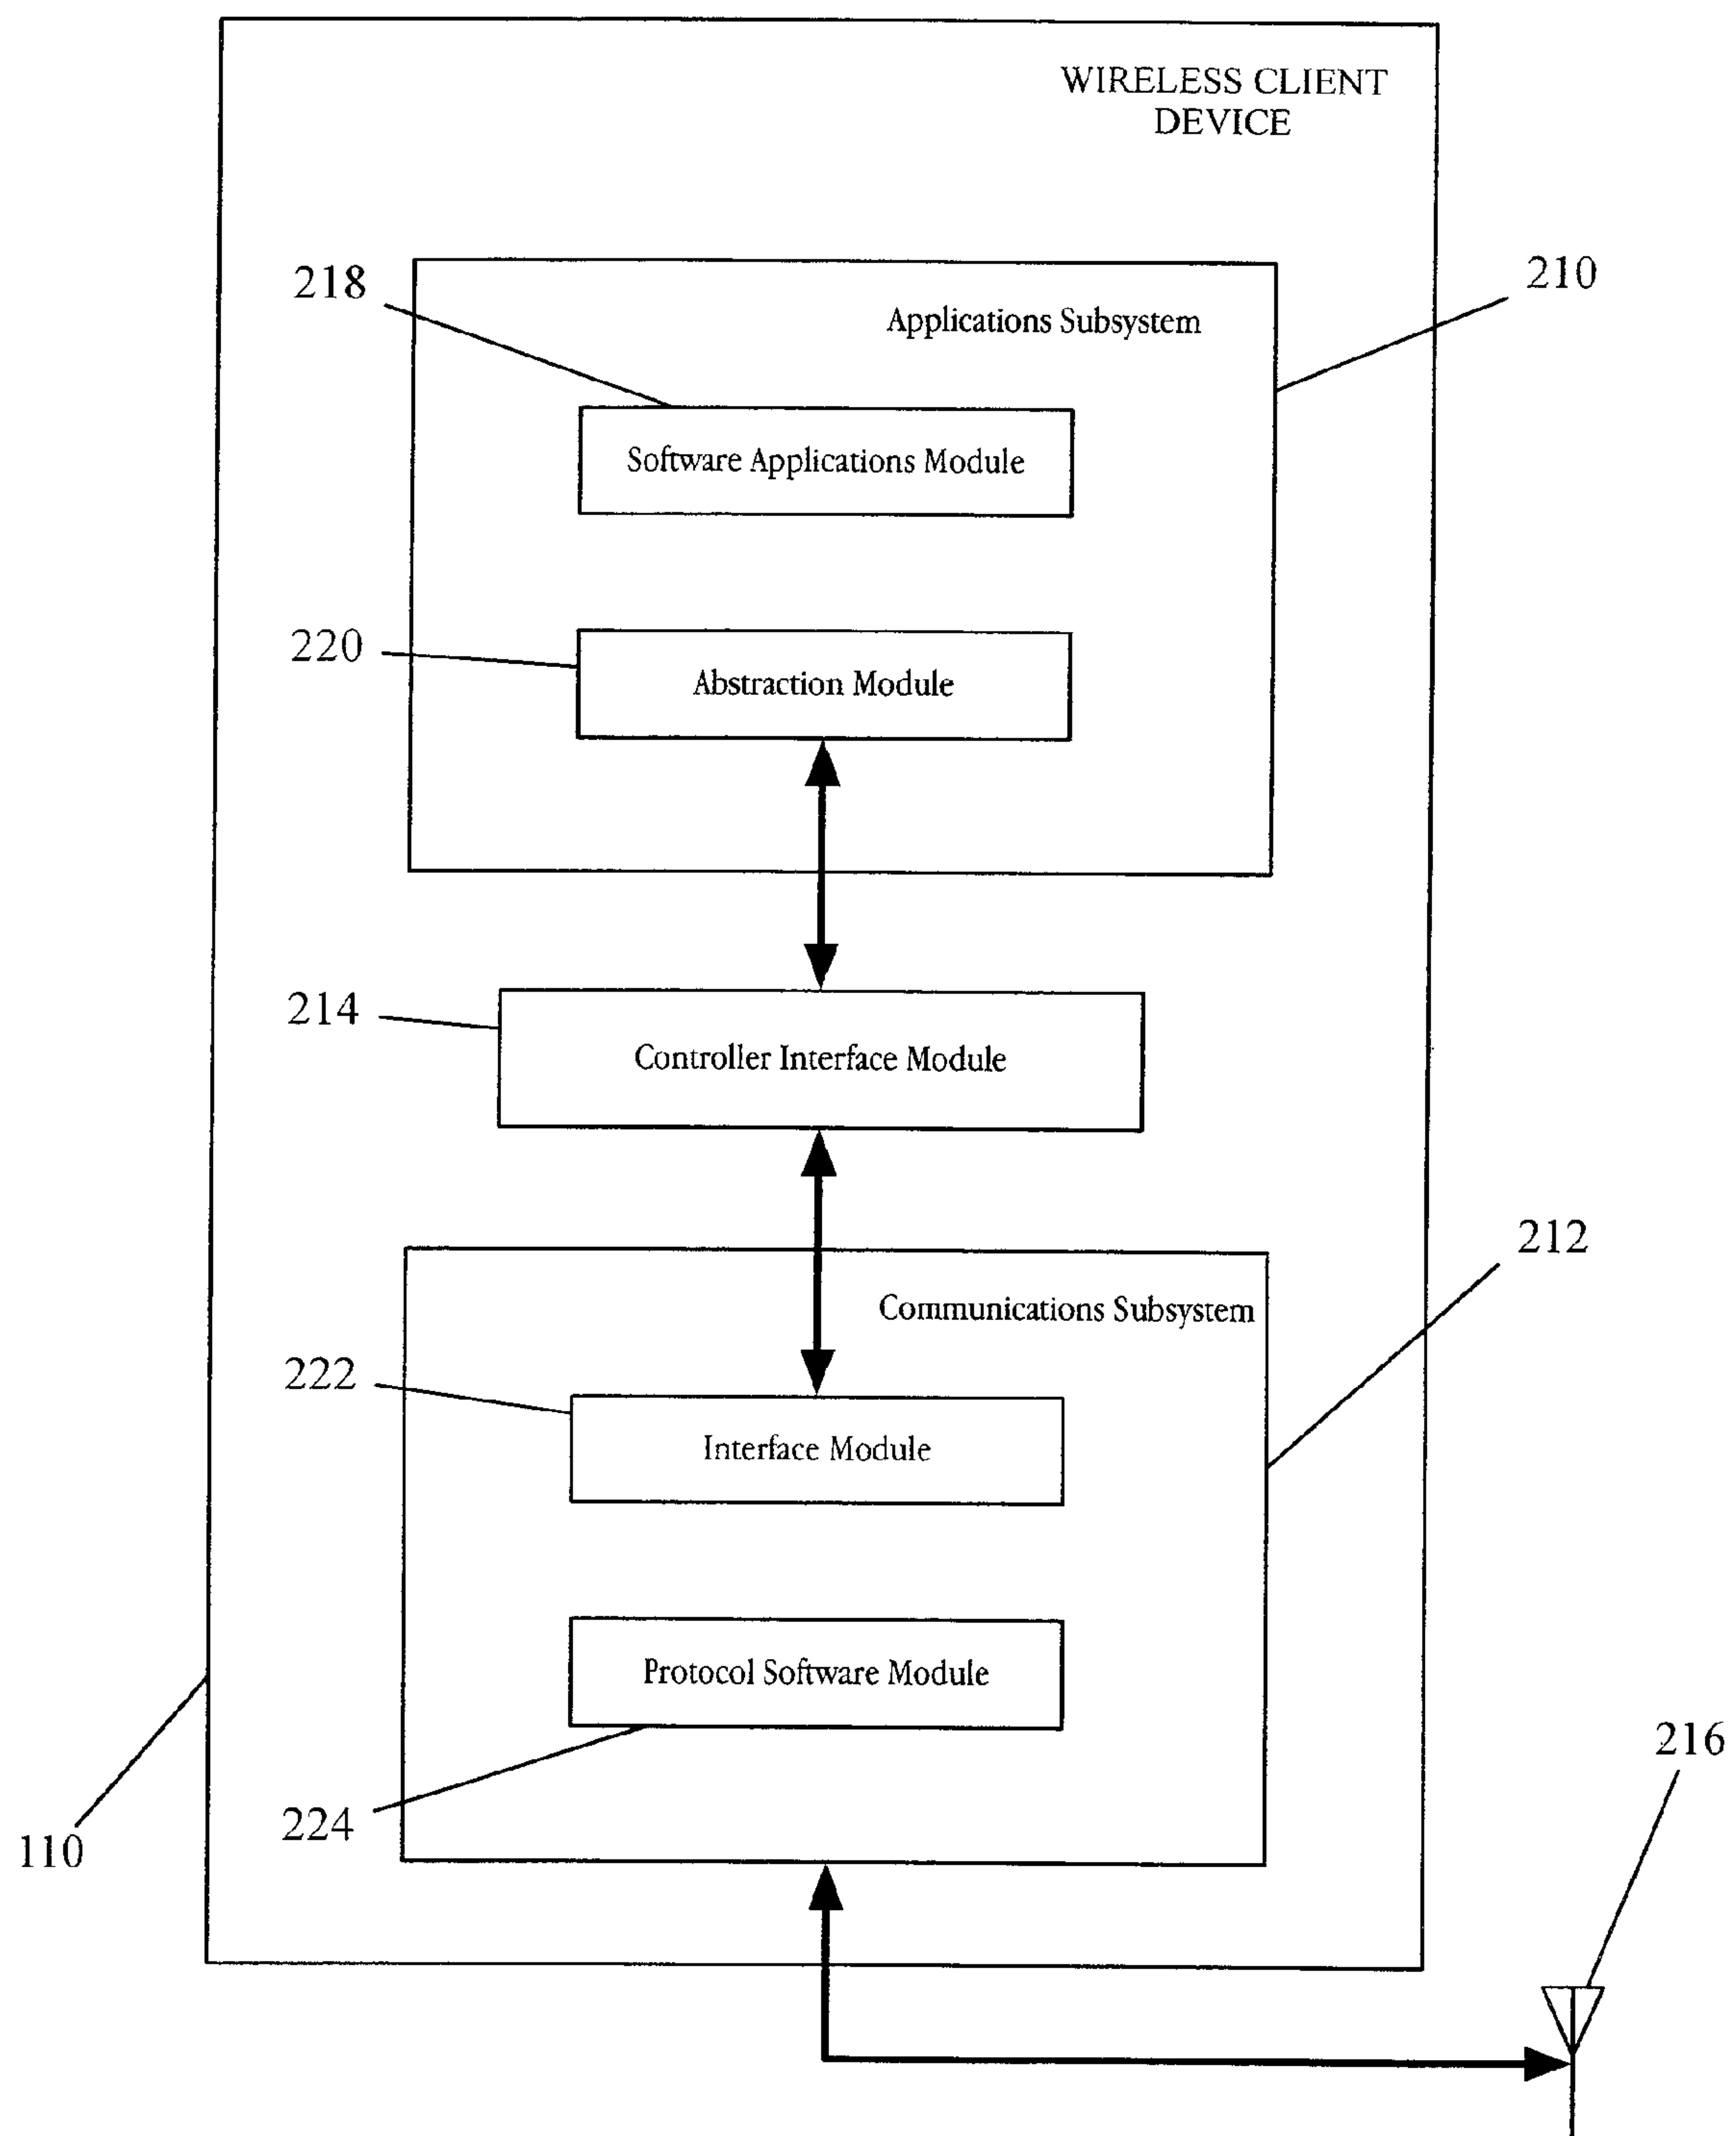 WIRELESS CLIENT
DEVICE
218
210
Applications Subsystem
Software Applications Module
220
Abstraction Module
214
Controller Interface Module
212
Communications Subsystem
222
Interface Module
Protocol Software Module
216
224
110